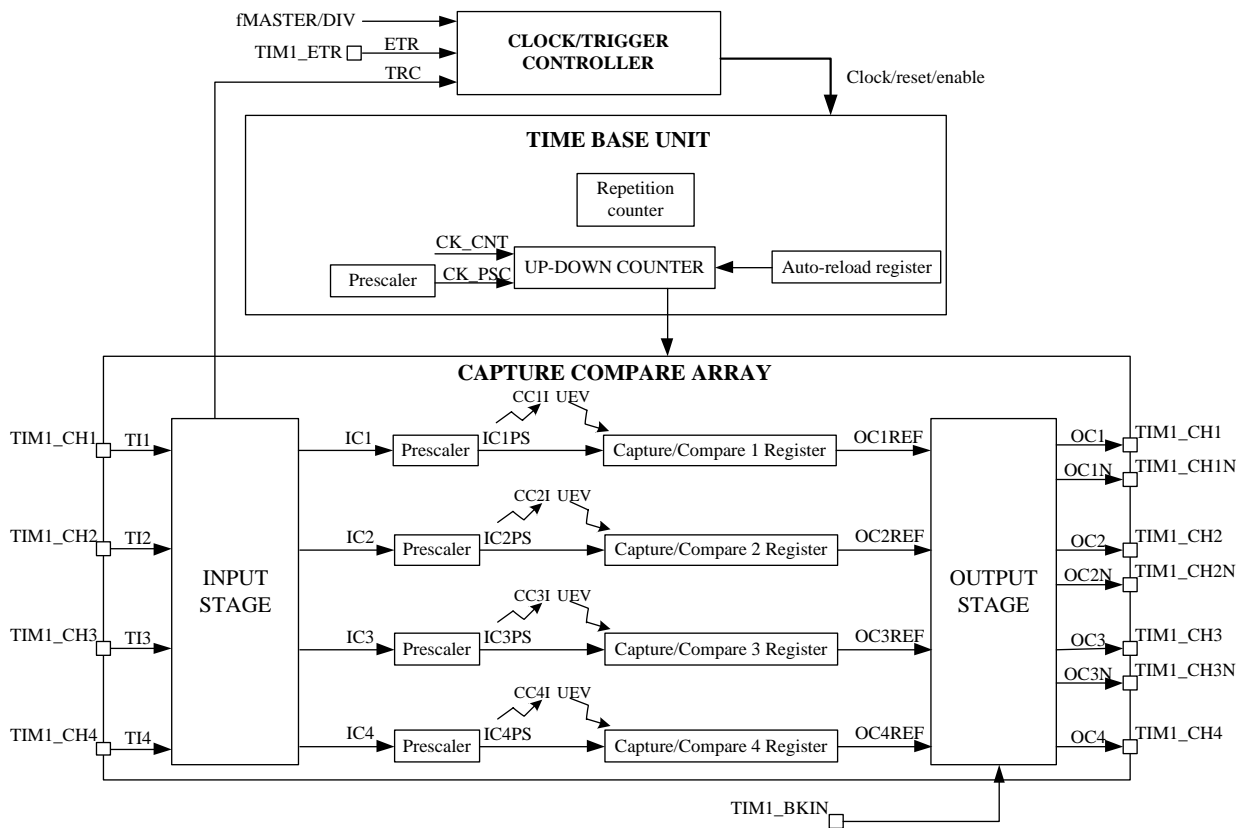 fMASTER/DIV
TIM1_ETR
ETR
TRC
CLOCK/TRIGGER
CONTROLLER
Clock/reset/enable
TIME BASE UNIT
Repetition
counter
CK_CNT
UP-DOWN COUNTER
Auto-reload register
Prescaler
CK_PSC
CAPTURE COMPARE ARRAY
CC1I UEV
TIM1_CH1
TI1
IC1
Prescaler
IC1PS
Capture/Compare 1 Register
OC1REF
OC1
TIM1_CH1
OC1N
TIM1_CH1N
CC2I UEV
TIM1_CH2
TI2
IC2
Prescaler
IC2PS
Capture/Compare 2 Register
OC2REF
OC2
TIM1_CH2
OC2N
TIM1_CH2N
INPUT
STAGE
OUTPUT
STAGE
CC3I UEV
TIM1_CH3
TI3
IC3
Prescaler
IC3PS
Capture/Compare 3 Register
OC3REF
OC3
TIM1_CH3
OC3N
TIM1_CH3N
CC4I UEV
TIM1_CH4
TI4
IC4
Prescaler
IC4PS
Capture/Compare 4 Register
OC4REF
OC4
TIM1_CH4
TIM1_BKIN